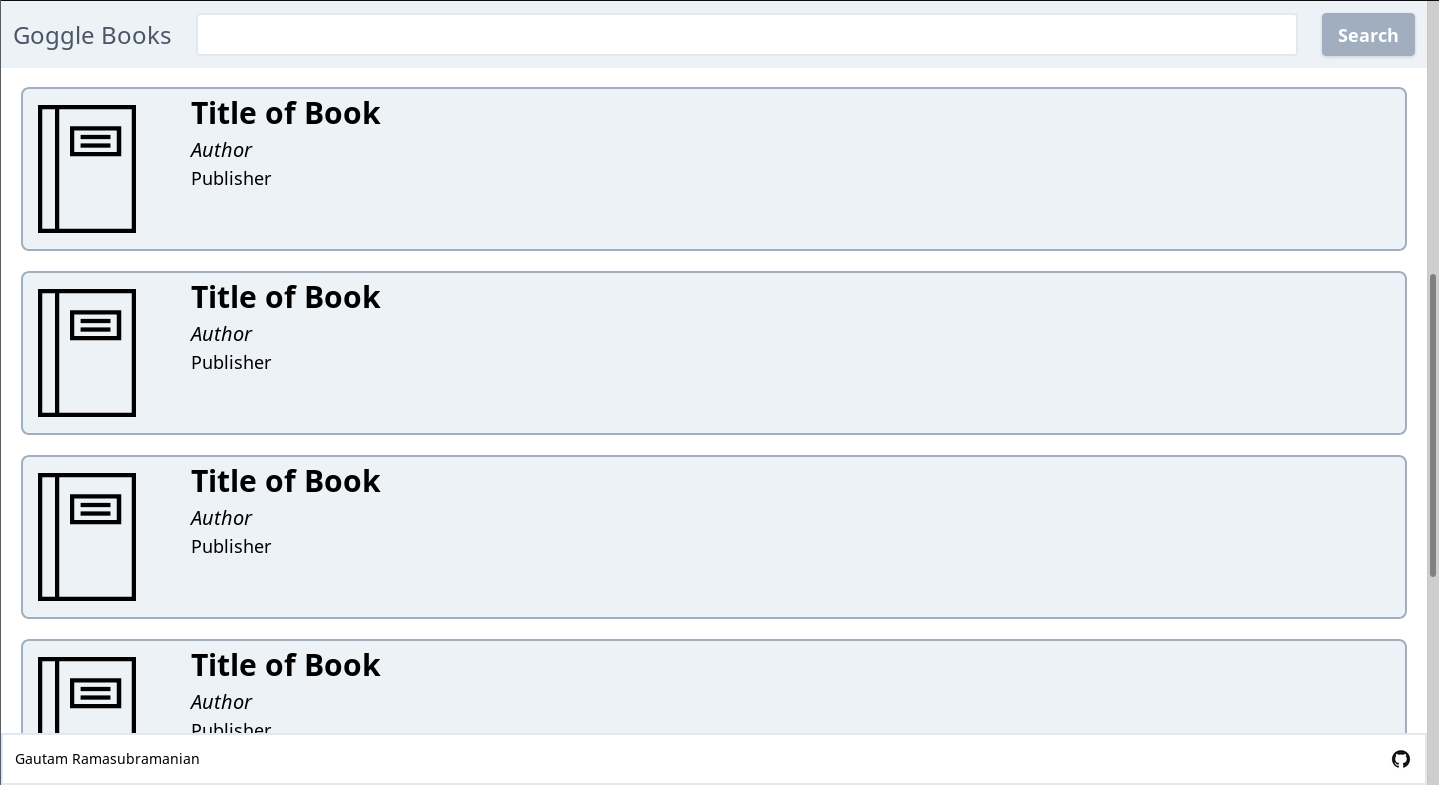 Goggle Books
Search
Title of Book
Author
Publisher
Title of Book
Author
Publisher
Title of Book
Author
Publisher
Title of Book
Author
Publisher
Gautam Ramasubramanian